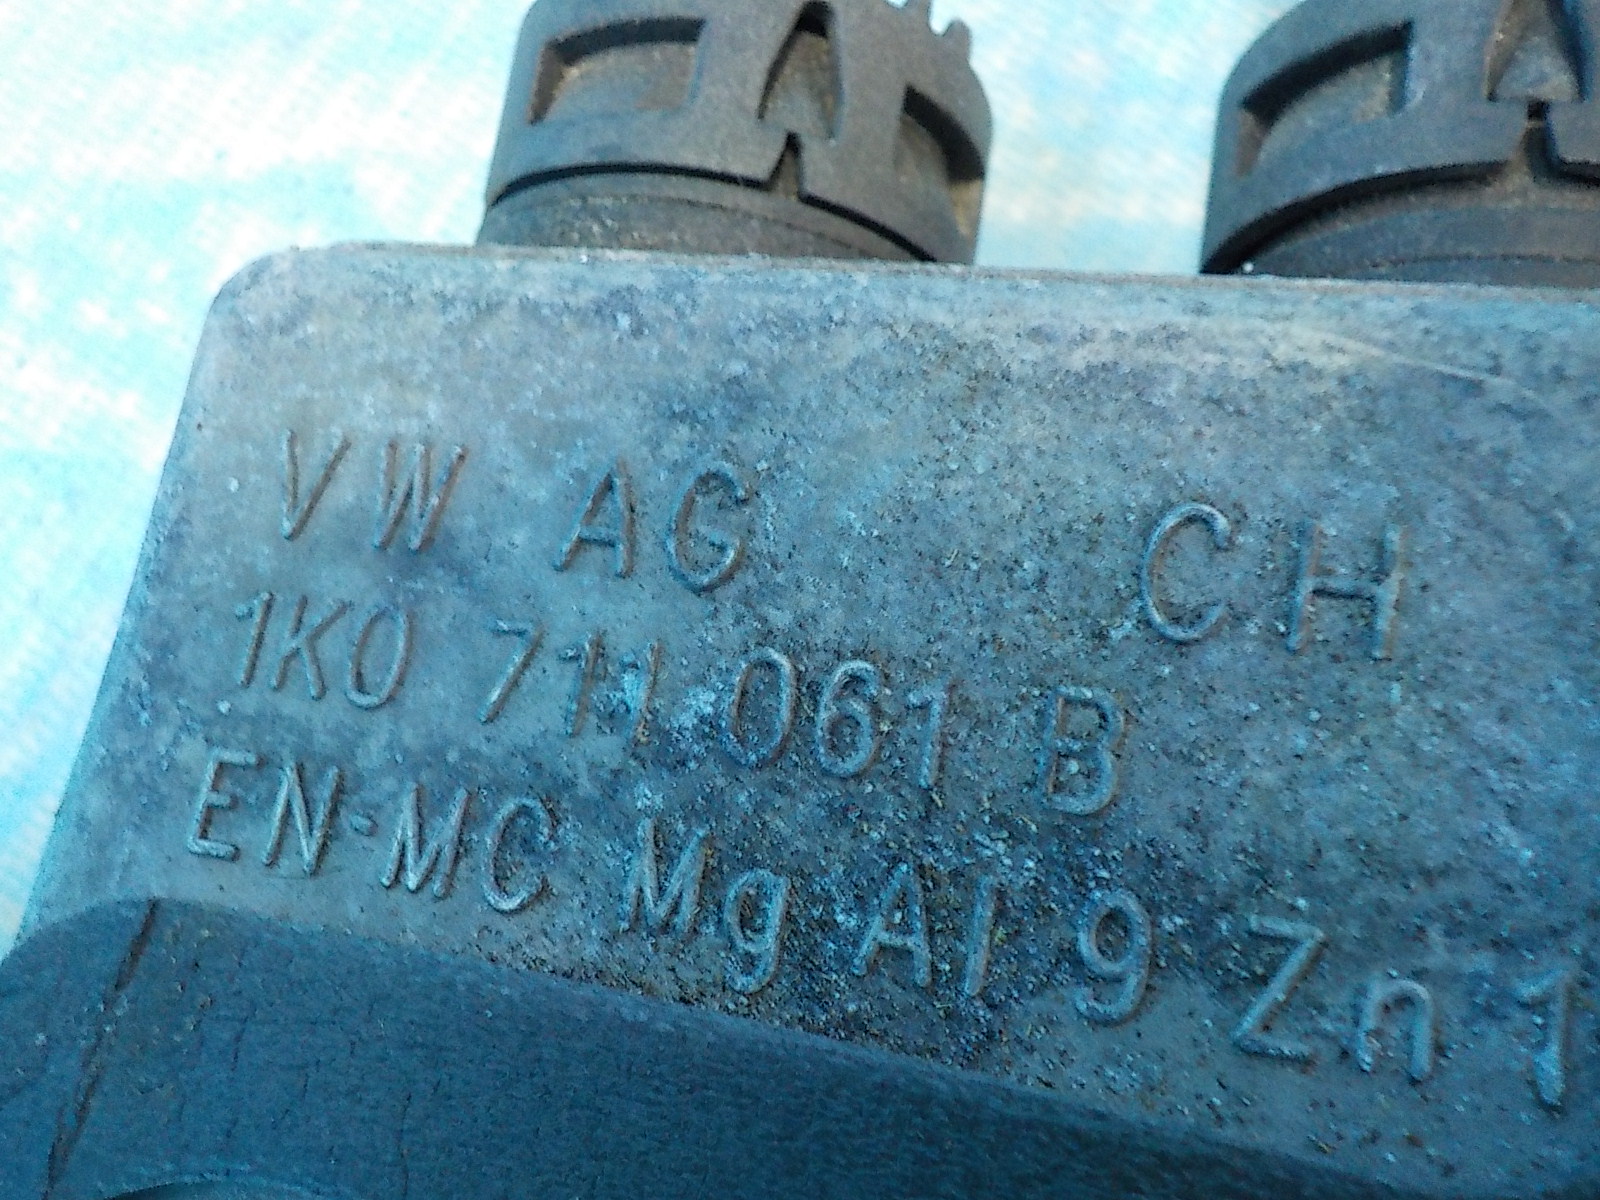 VW AG CH
1K0 711 061 B
EN-MC Mg Al 9 Zn 1